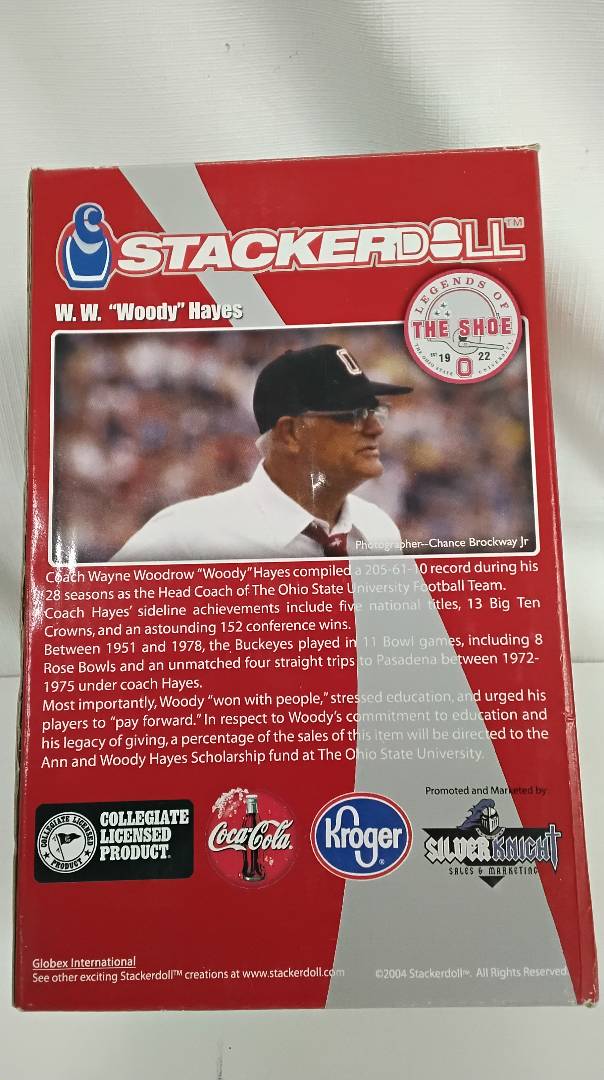 STACKERDOLL™
W. W. "Woody" Hayes
LEGENDS OF
THE SHOE
EST 19 O 22
THE OHIO STATE UNIVERSITY
O
Photographer--Chance Brockway Jr
Coach Wayne Woodrow "Woody" Hayes compiled a 205-61-10 record during his
28 seasons as the Head Coach of The Ohio State University Football Team.
Coach Hayes' sideline achievements include five national titles, 13 Big Ten
Crowns, and an astounding 152 conference wins.
Between 1951 and 1978, the Buckeyes played in 11 Bowl games, including 8
Rose Bowls and an unmatched four straight trips to Pasadena between 1972-
1975 under coach Hayes.
Most importantly, Woody "won with people," stressed education, and urged his
players to "pay forward." In respect to Woody's commitment to education and
his legacy of giving, a percentage of the sales of this item will be directed to the
Ann and Woody Hayes Scholarship fund at The Ohio State University.
Promoted and Marketed by
COLLEGIATE LICENSED PRODUCT
COLLEGIATE
LICENSED
PRODUCT®
Coca-Cola
Kroger®
SILVER KNIGHT
SALES & MARKETING
Globex International
See other exciting Stackerdoll™ creations at www.stackerdoll.com
©2004 Stackerdoll™. All Rights Reserved.